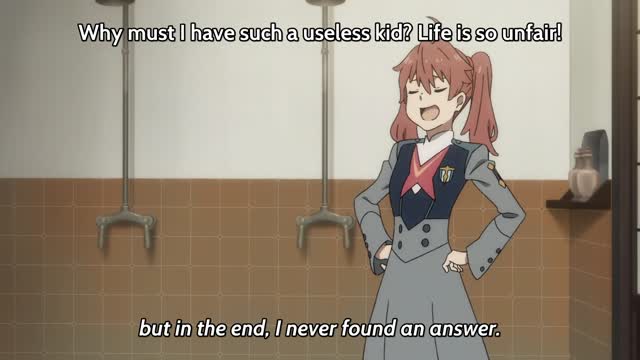 Why must I have such a useless kid? Life is so unfair!
but in the end, I never found an answer.